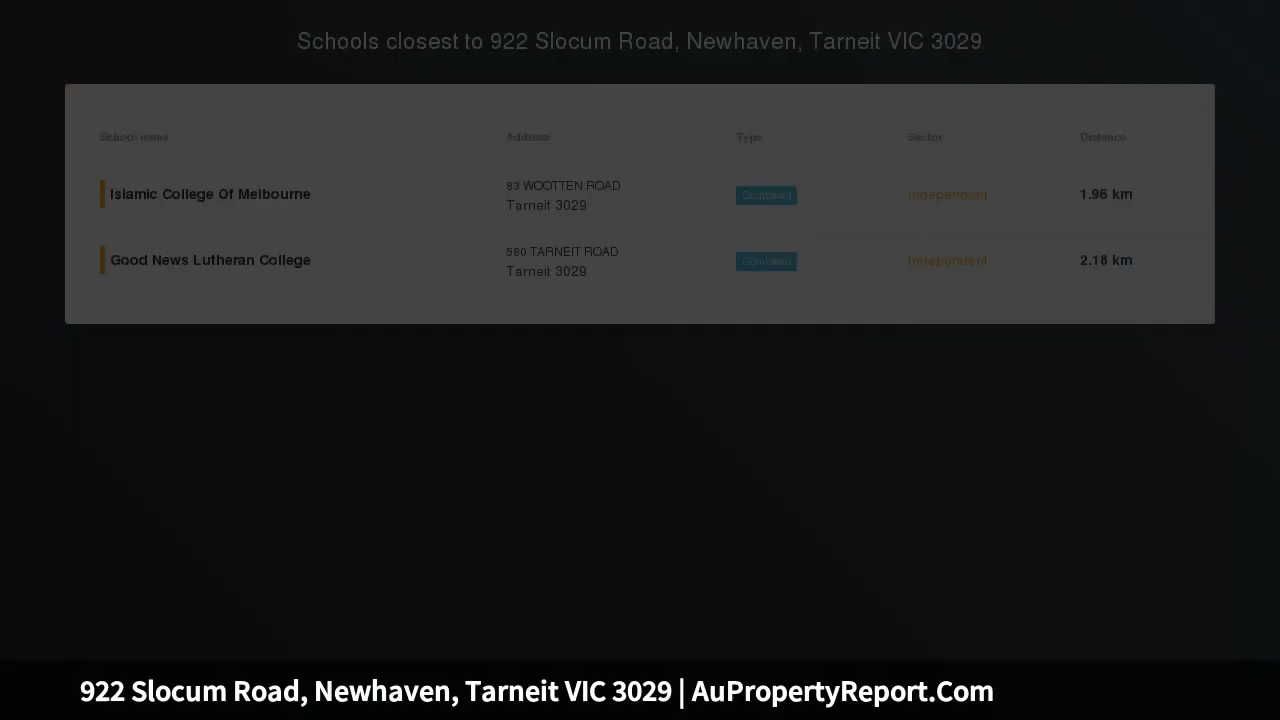 Schools closest to 922 Slocum Road, Newhaven, Tarneit VIC 3029
School name Address Type Sector Distance
Islamic College Of Melbourne 83 WOOTTEN ROAD Tarneit 3029 Combined Independent 1.96 km
Good News Lutheran College 580 TARNEIT ROAD Tarneit 3029 Combined Independent 2.18 km
922 Slocum Road, Newhaven, Tarneit VIC 3029 | AuPropertyReport.Com